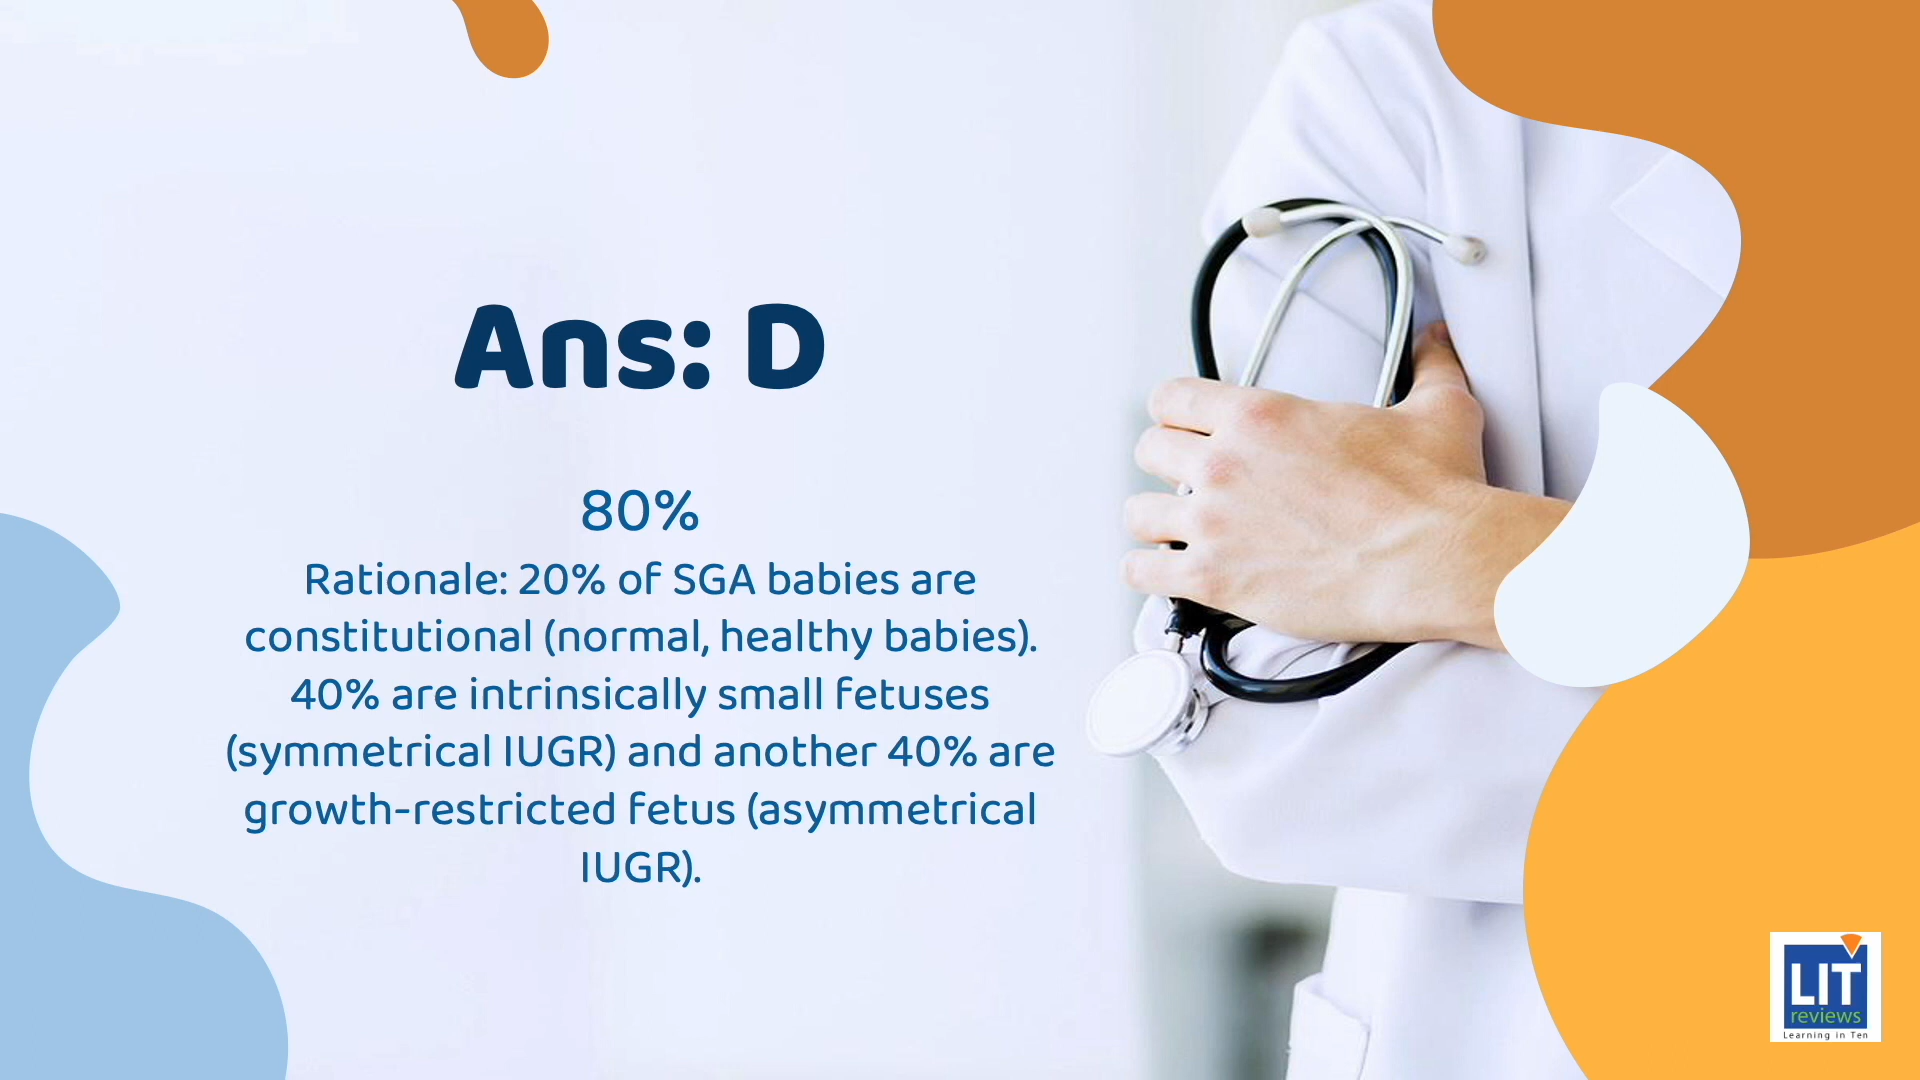 Ans: D
80%
Rationale: 20% of SGA babies are
constitutional (normal, healthy babies).
40% are intrinsically small fetuses
(symmetrical IUGR) and another 40% are
growth-restricted fetus (asymmetrical
IUGR).
LIT
reviews
Learning in Ten